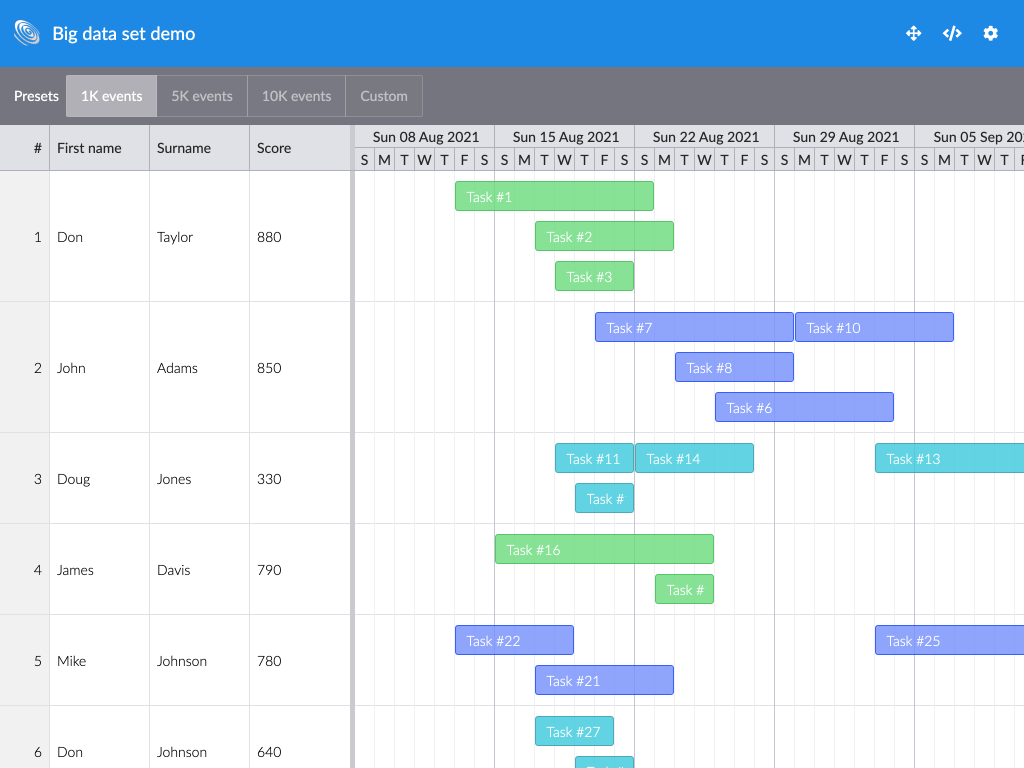 Big data set demo
Presets 1K events 5K events 10K events Custom
# First name Surname Score
Sun 08 Aug 2021 Sun 15 Aug 2021 Sun 22 Aug 2021 Sun 29 Aug 2021 Sun 05 Sep
S M T W T F S S M T W T F S S M T W T F S S M T W T F S S M T W T
Task #1
Task #2
1 Don Taylor 880
Task #3
Task #7 Task #10
Task #8
2 John Adams 850
Task #6
Task #11 Task #14 Task #13
3 Doug Jones 330
Task #
Task #16
4 James Davis 790
Task #
Task #22 Task #25
5 Mike Johnson 780
Task #21
Task #27
6 Don Johnson 640